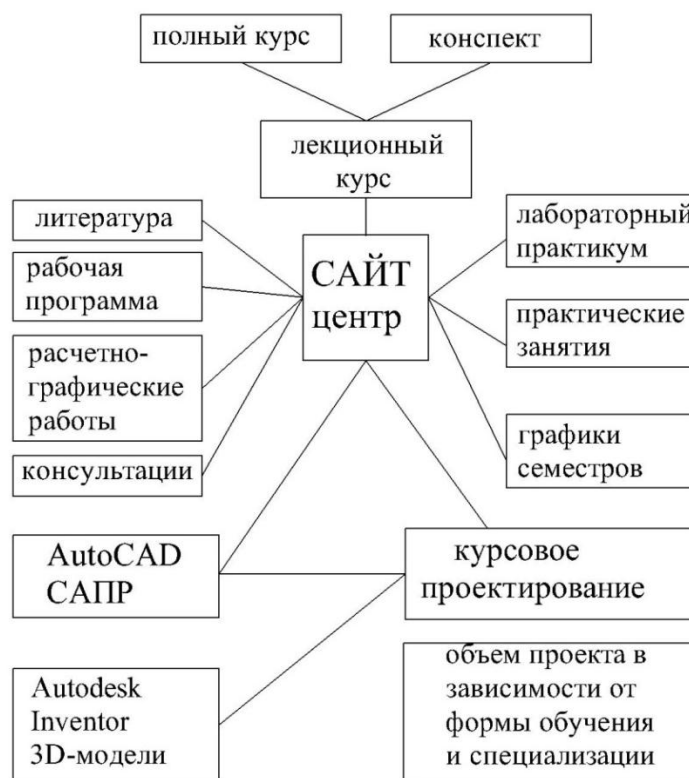 полный курс
конспект
лекционный
курс
литература
рабочая
программа
расчетно-
графические
работы
консультации
САЙТ
центр
лабораторный
практикум
практические
занятия
графики
семестров
AutoCAD
САПР
курсовое
проектирование
Autodesk
Inventor
3D-модели
объем проекта в
зависимости от
формы обучения
и специализации